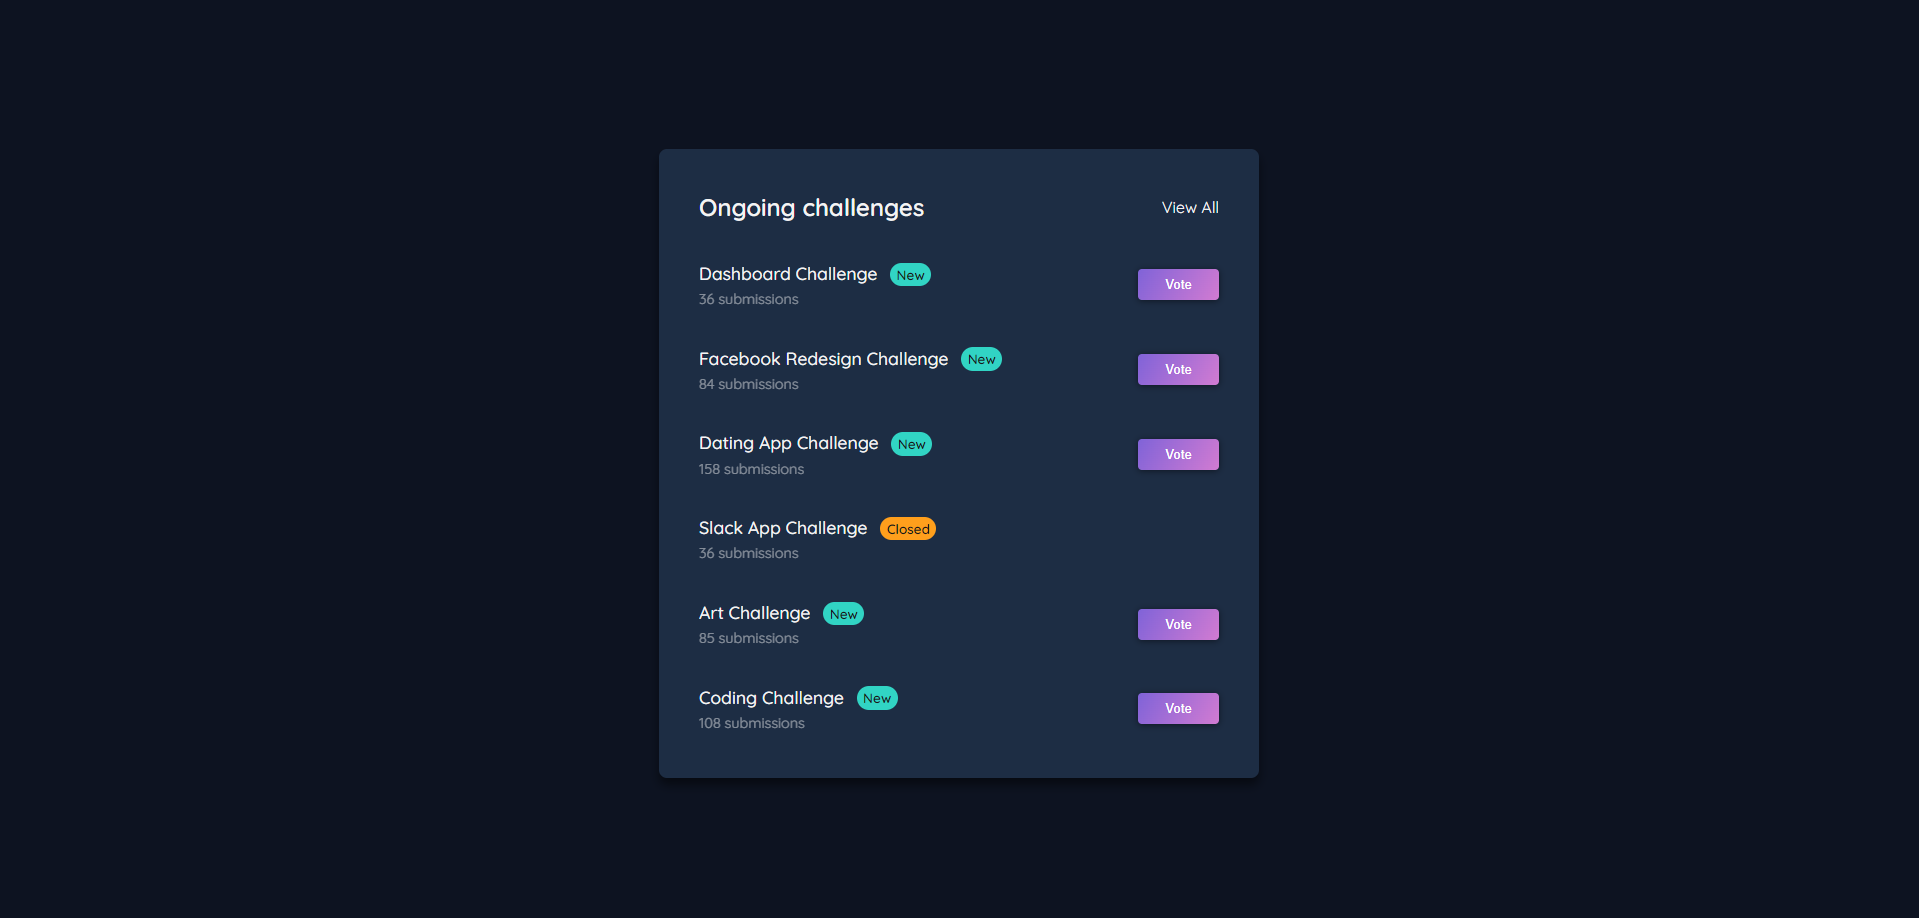 Ongoing challenges View All
Dashboard Challenge New
36 submissions
Vote
Facebook Redesign Challenge New
84 submissions
Vote
Dating App Challenge New
158 submissions
Vote
Slack App Challenge Closed
36 submissions
Art Challenge New
85 submissions
Vote
Coding Challenge New
108 submissions
Vote